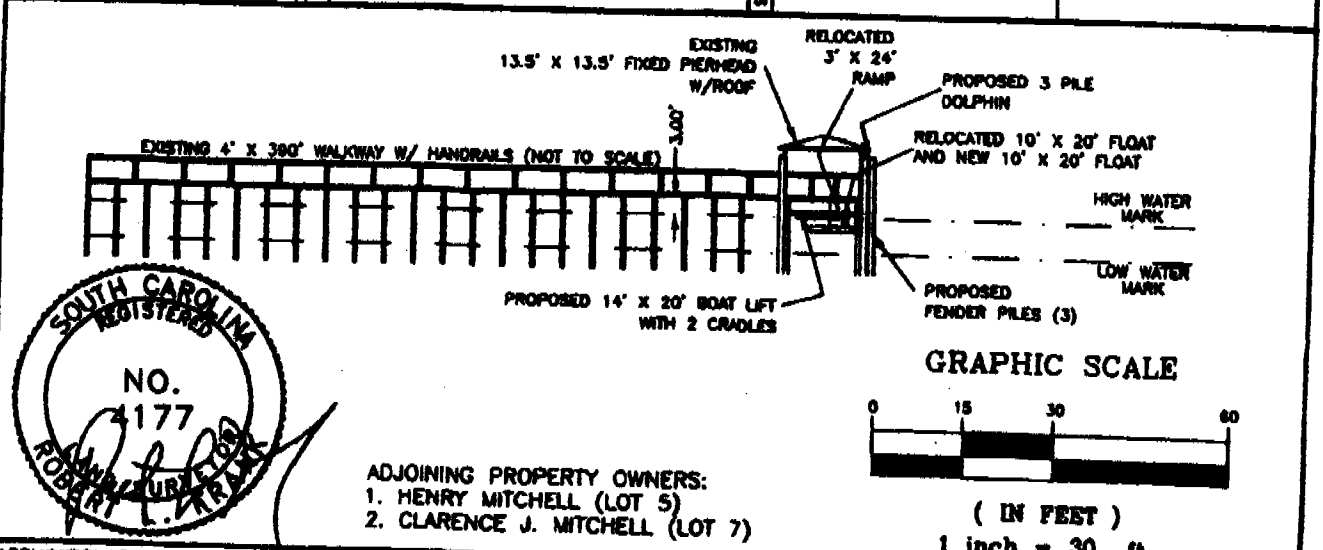 EXISTING
13.5' X 13.5' FIXED PIERHEAD
W/ROOF
RELOCATED
3' X 24'
RAMP
PROPOSED 3 PILE
DOLPHIN
RELOCATED 10' X 20' FLOAT
AND NEW 10' X 20' FLOAT
3.00'
EXISTING 4' X 390' WALKWAY W/ HANDRAILS (NOT TO SCALE)
HIGH WATER
MARK
LOW WATER
MARK
PROPOSED 14' X 20' BOAT LIFT
WITH 2 CRADLES
PROPOSED
FENDER PILES (3)
SOUTH CAROLINA
REGISTERED
NO.
4177
LAND SURVEYOR
ROBERT L. FRANK
GRAPHIC SCALE
0 15 30 60
( IN FEET )
1 inch = 30 ft.
ADJOINING PROPERTY OWNERS:
1. HENRY MITCHELL (LOT 5)
2. CLARENCE J. MITCHELL (LOT 7)